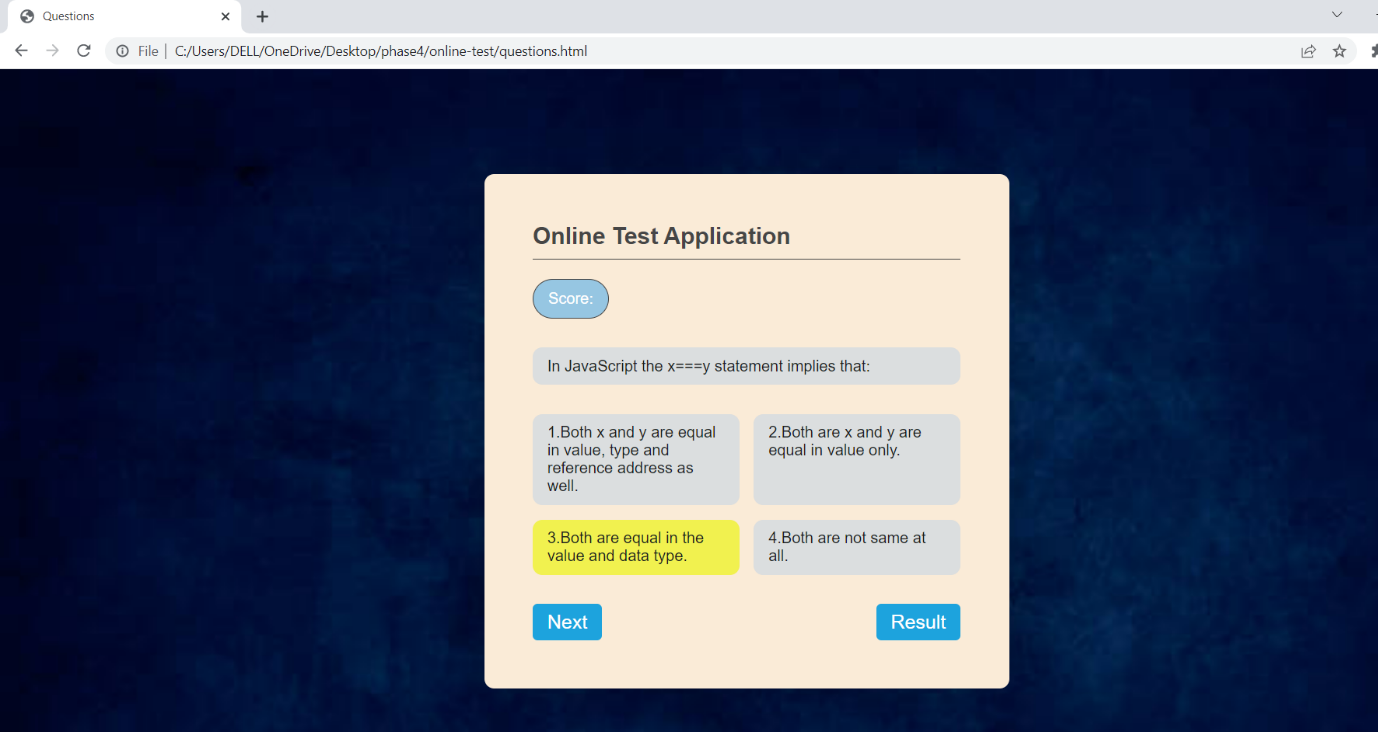 Questions
File | C:/Users/DELL/OneDrive/Desktop/phase4/online-test/questions.html
Online Test Application
Score:
In JavaScript the x===y statement implies that:
1.Both x and y are equal
in value, type and
reference address as
well.
2.Both are x and y are
equal in value only.
3.Both are equal in the
value and data type.
4.Both are not same at
all.
Next
Result